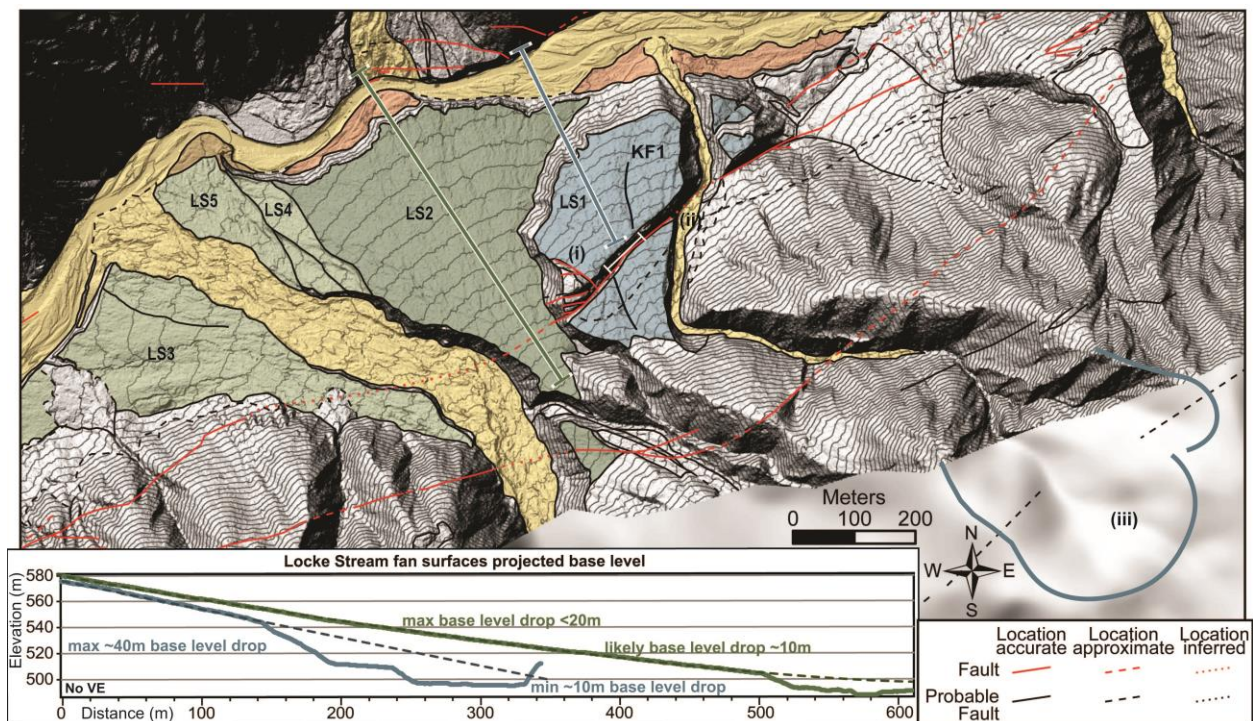 LS5
LS4
LS2
LS1
KF1
(i)
(ii)
LS3
(iii)
Meters
0 100 200
N
W E
S
Locke Stream fan surfaces projected base level
Elevation (m)
580
560
540
520
500
max base level drop <20m
max ~40m base level drop
likely base level drop ~10m
min ~10m base level drop
No VE
0 Distance (m) 100 200 300 400 500 600
Location accurate
Location approximate
Location inferred
Fault
Probable Fault